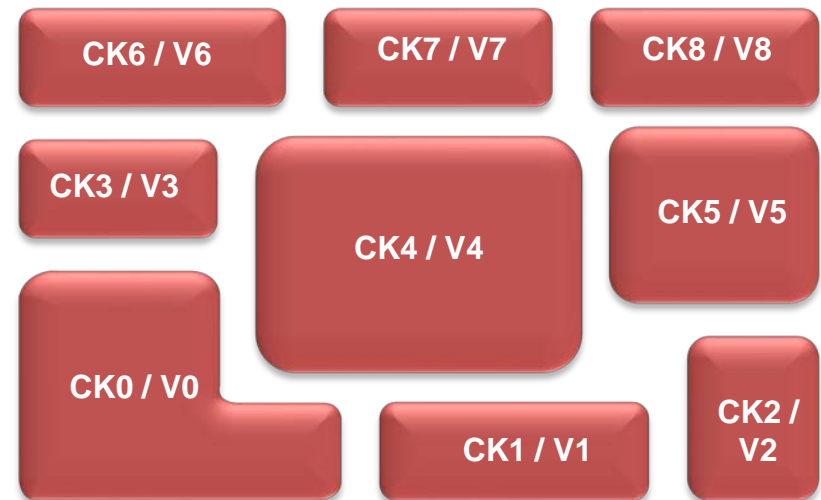 CK6 / V6
CK7 / V7
CK8 / V8
CK3 / V3
CK4 / V4
CK5 / V5
CK0 / V0
CK1 / V1
CK2 /
V2